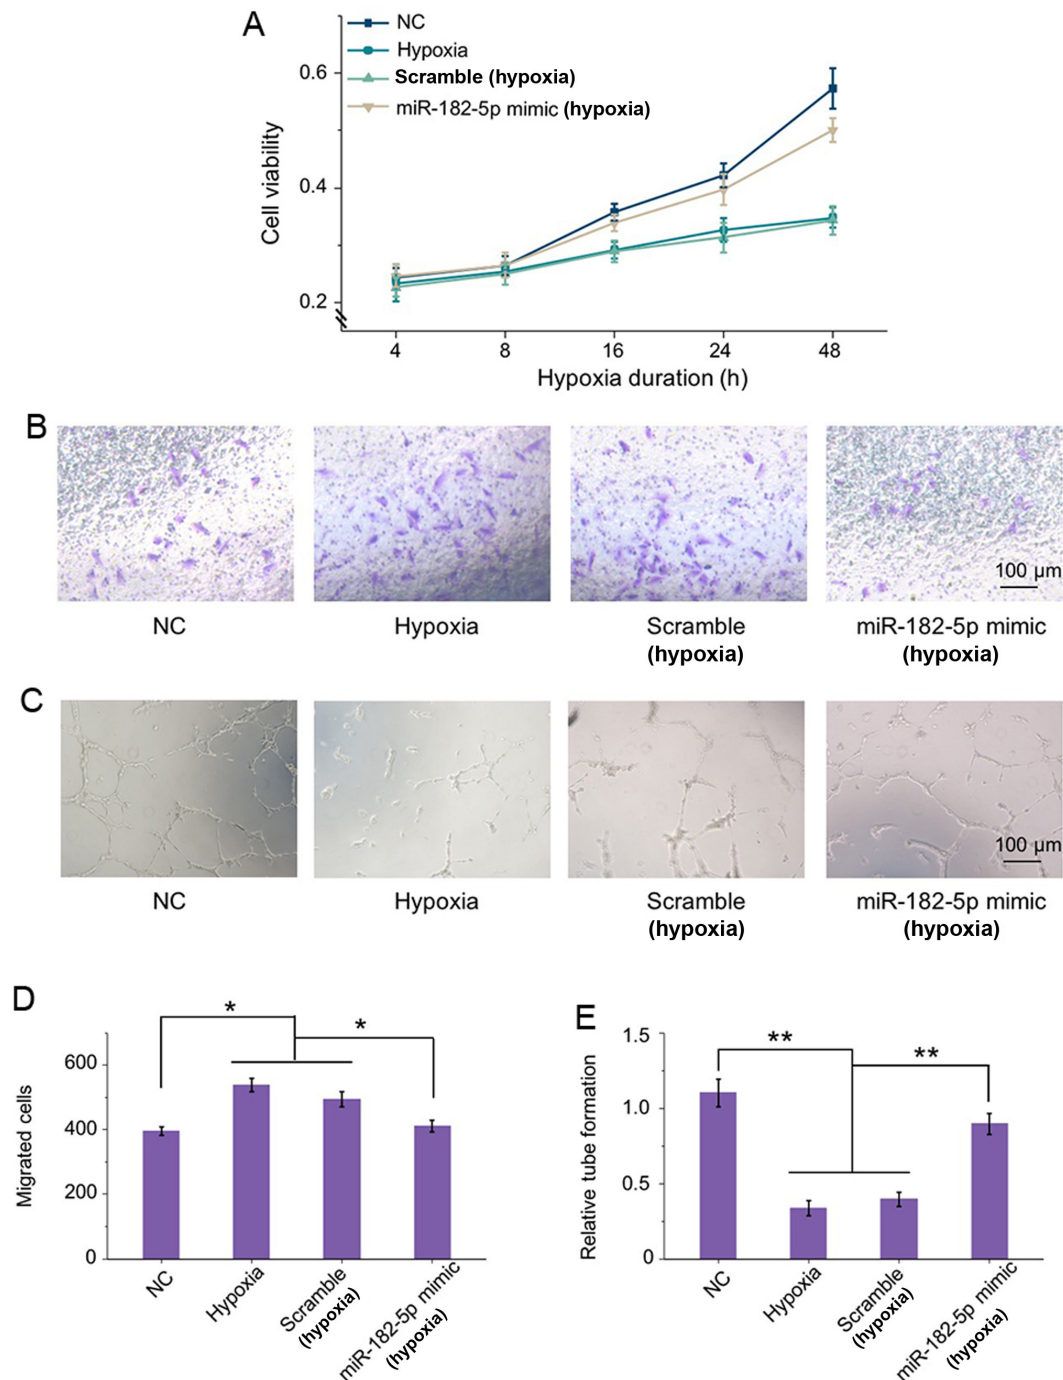 A
NC
Hypoxia
Scramble (hypoxia)
miR-182-5p mimic (hypoxia)
Cell viability
0.6
0.4
0.2
4 8 16 24 48
Hypoxia duration (h)
B
100 µm
NC Hypoxia Scramble miR-182-5p mimic
(hypoxia) (hypoxia)
C
100 µm
NC Hypoxia Scramble miR-182-5p mimic
(hypoxia) (hypoxia)
D
* *
Migrated cells
600
400
200
0
NC
Hypoxia
Scramble
(hypoxia)
miR-182-5p mimic
(hypoxia)
E
** **
Relative tube formation
1.5
1.0
0.5
0
NC
Hypoxia
Scramble
(hypoxia)
miR-182-5p mimic
(hypoxia)